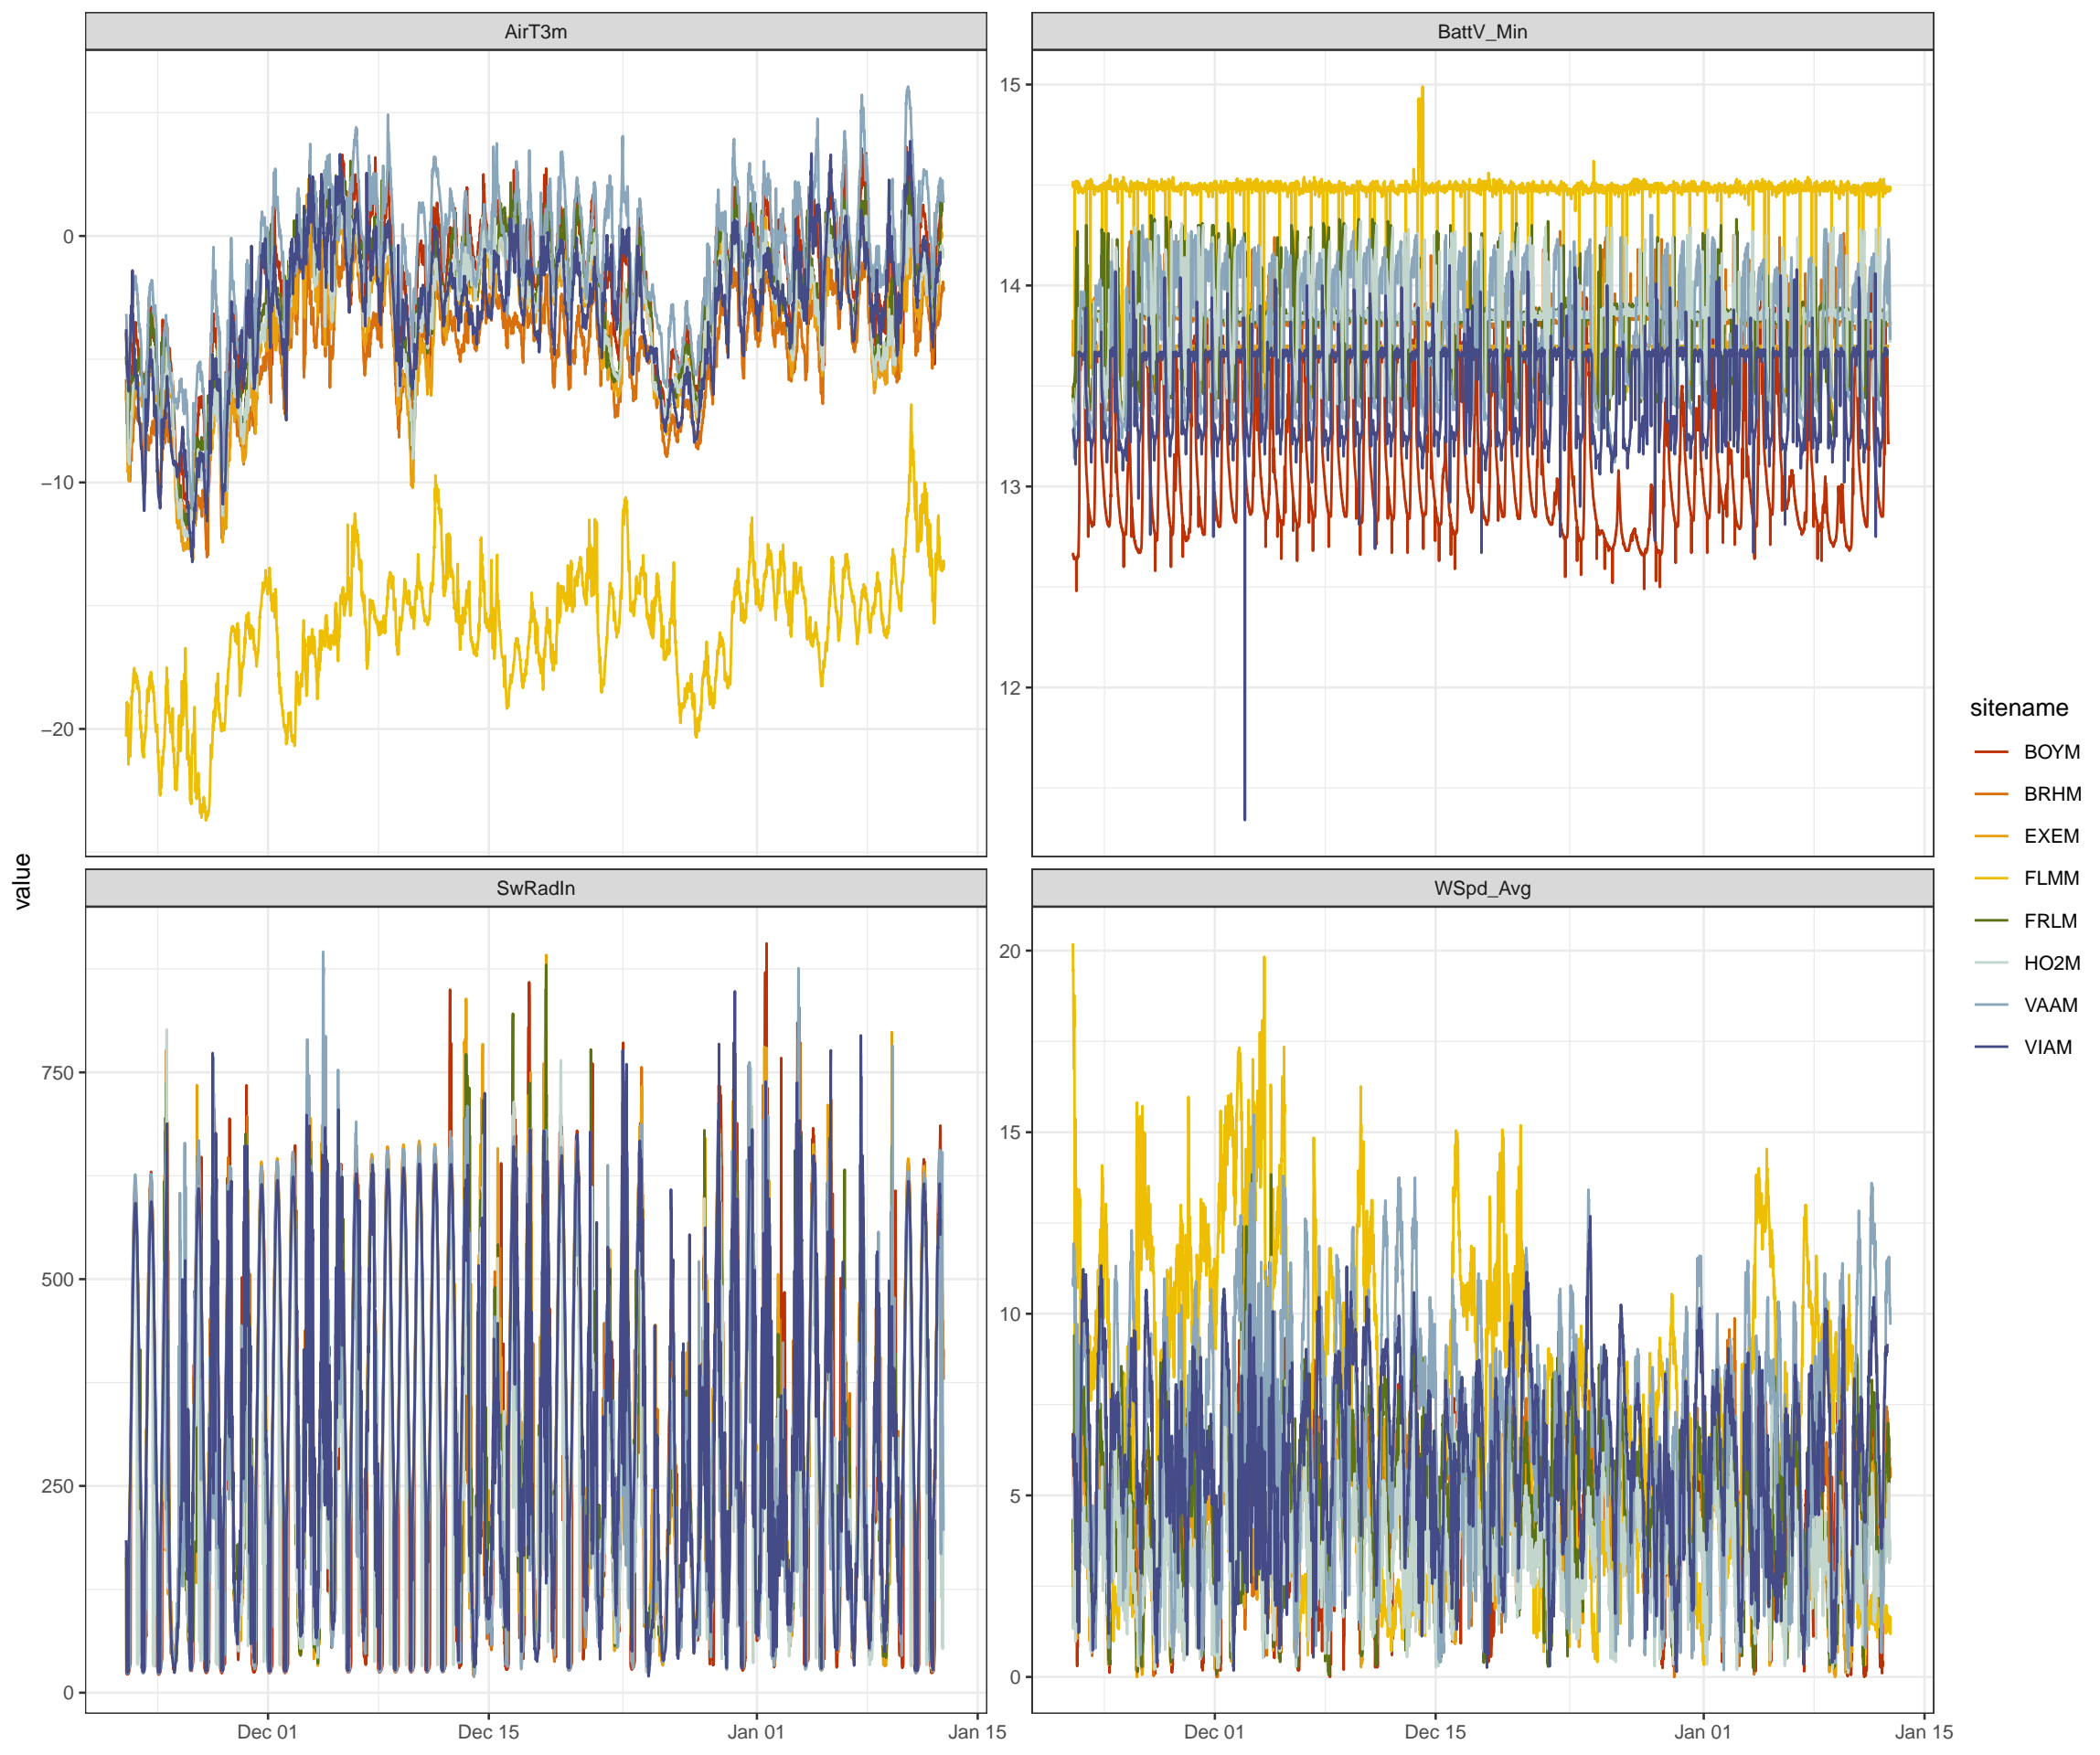 AirT3m
BattV_Min
0
−10
−20
15
14
13
12
SwRadIn
WSpd_Avg
750
500
250
0
20
15
10
5
0
Dec 01
Dec 15
Jan 01
Jan 15
Dec 01
Dec 15
Jan 01
Jan 15
value
sitename
BOYM
BRHM
EXEM
FLMM
FRLM
HO2M
VAAM
VIAM